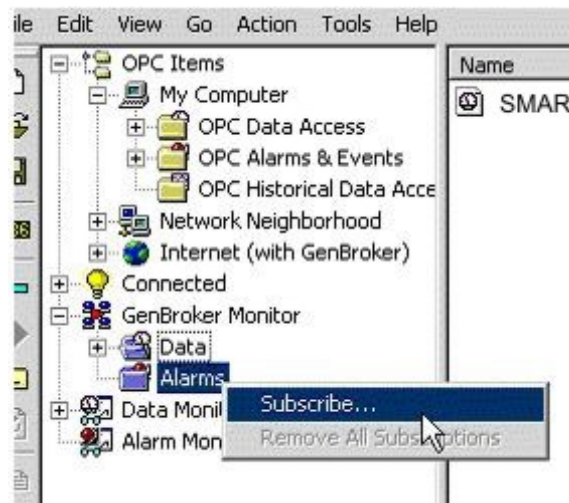 ile Edit View Go Action Tools Help
OPC Items
My Computer
OPC Data Access
OPC Alarms & Events
OPC Historical Data Acce
Network Neighborhood
Internet (with GenBroker)
Connected
GenBroker Monitor
Data
Alarms
Data Monit
Alarm Mon
Subscribe...
Remove All Subscriptions
Name
SMAR